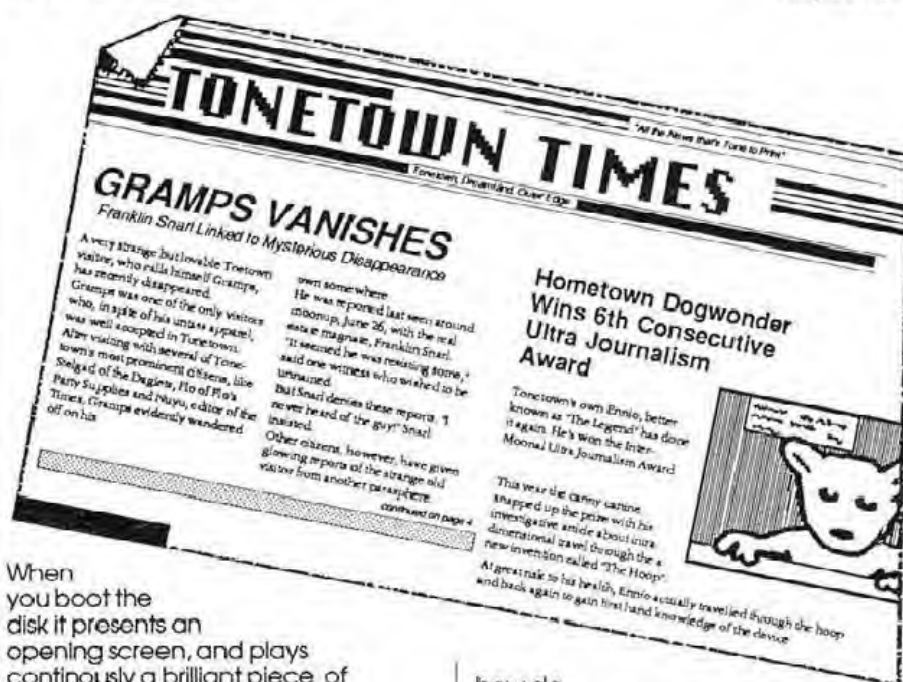 TONETOWN TIMES
"All the News that's Tone to Print"
Tonetown, Dreamland, Over Edge
GRAMPS VANISHES
Franklin Snarl Linked to Mysterious Disappearance
A very strange but lovable Tonetown
visitor, who calls himself Gramps,
has recently disappeared.
Gramps was one of the only visitors
who, in spite of his apparel,
was well accepted in Tonetown.
After visiting with several of Tone-
town's most prominent citizens, like
Stelgad of the Daglets, Flo of Flo's
Party Supplies and Nuyu, editor of the
Times, Gramps evidently wandered
off on his
own somewhere
He was reported last seen around
moonup, June 26, with the real
estate magnate, Franklin Snarl.
"It seemed he was resisting some,"
said one witness who wished to be
unnamed.
But Snarl denies these reports. "I
never heard of the guy!" Snarl
insisted.
Other citizens, however, have given
glowing reports of the strange old
visitor from another parasphere
continued on page 4
Hometown Dogwonder
Wins 6th Consecutive
Ultra Journalism
Award
Tonetown's own Ennio, better
known as "The Legend" has done
it again. He's won the Inter-
Moonal Ultra Journalism Award
This year the canny canine
snapped up the prize with his
investigative article about intra
dimensional travel through the a
new invention called "The Hoop".
At great risk to his health, Ennio actually travelled through the hoop
and back again to gain first hand knowledge of the device
When
you boot the
disk it presents an
opening screen, and plays
continously a brilliant piece of